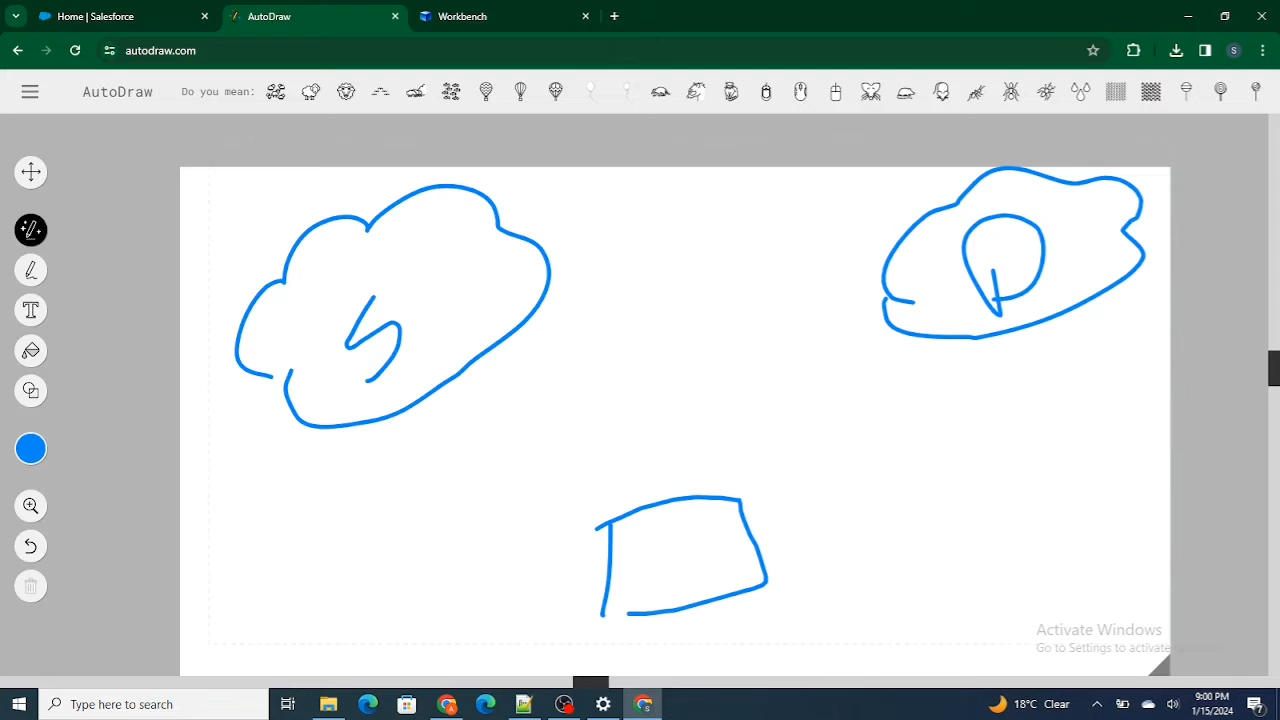 Home | Salesforce
AutoDraw
Workbench
autodraw.com
S
AutoDraw
Do you mean:
S
D
Activate Windows
Go to Settings to activate
Type here to search
18°C Clear
9:00 PM
1/15/2024